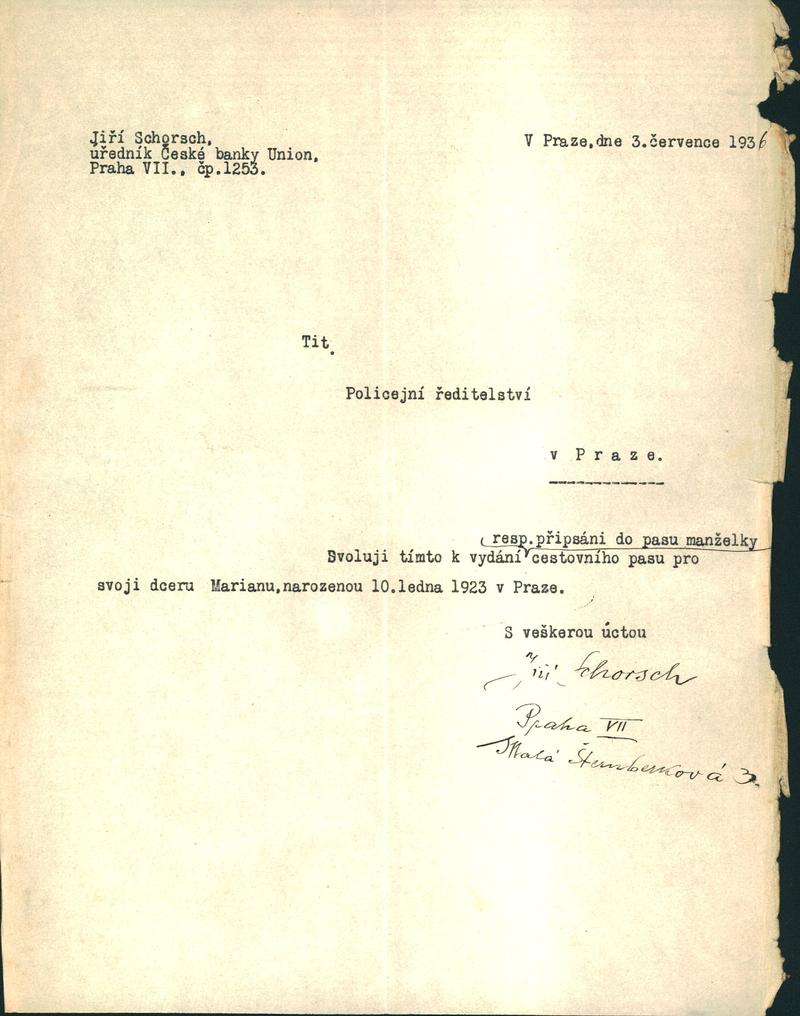 Jiří Schorsch,
úředník České banky Union,
Praha VII., čp.1253.
V Praze,dne 3.července 1936
Tit.
Policejní ředitelství
v P r a z e.
resp.připsáni do pasu manželky
Svoluji tímto k vydání cestovního pasu pro
svoji dceru Marianu,narozenou 10.ledna 1923 v Praze.
S veškerou úctou
Jiří Schorsch
Praha VII
Malá Šternberková 3.